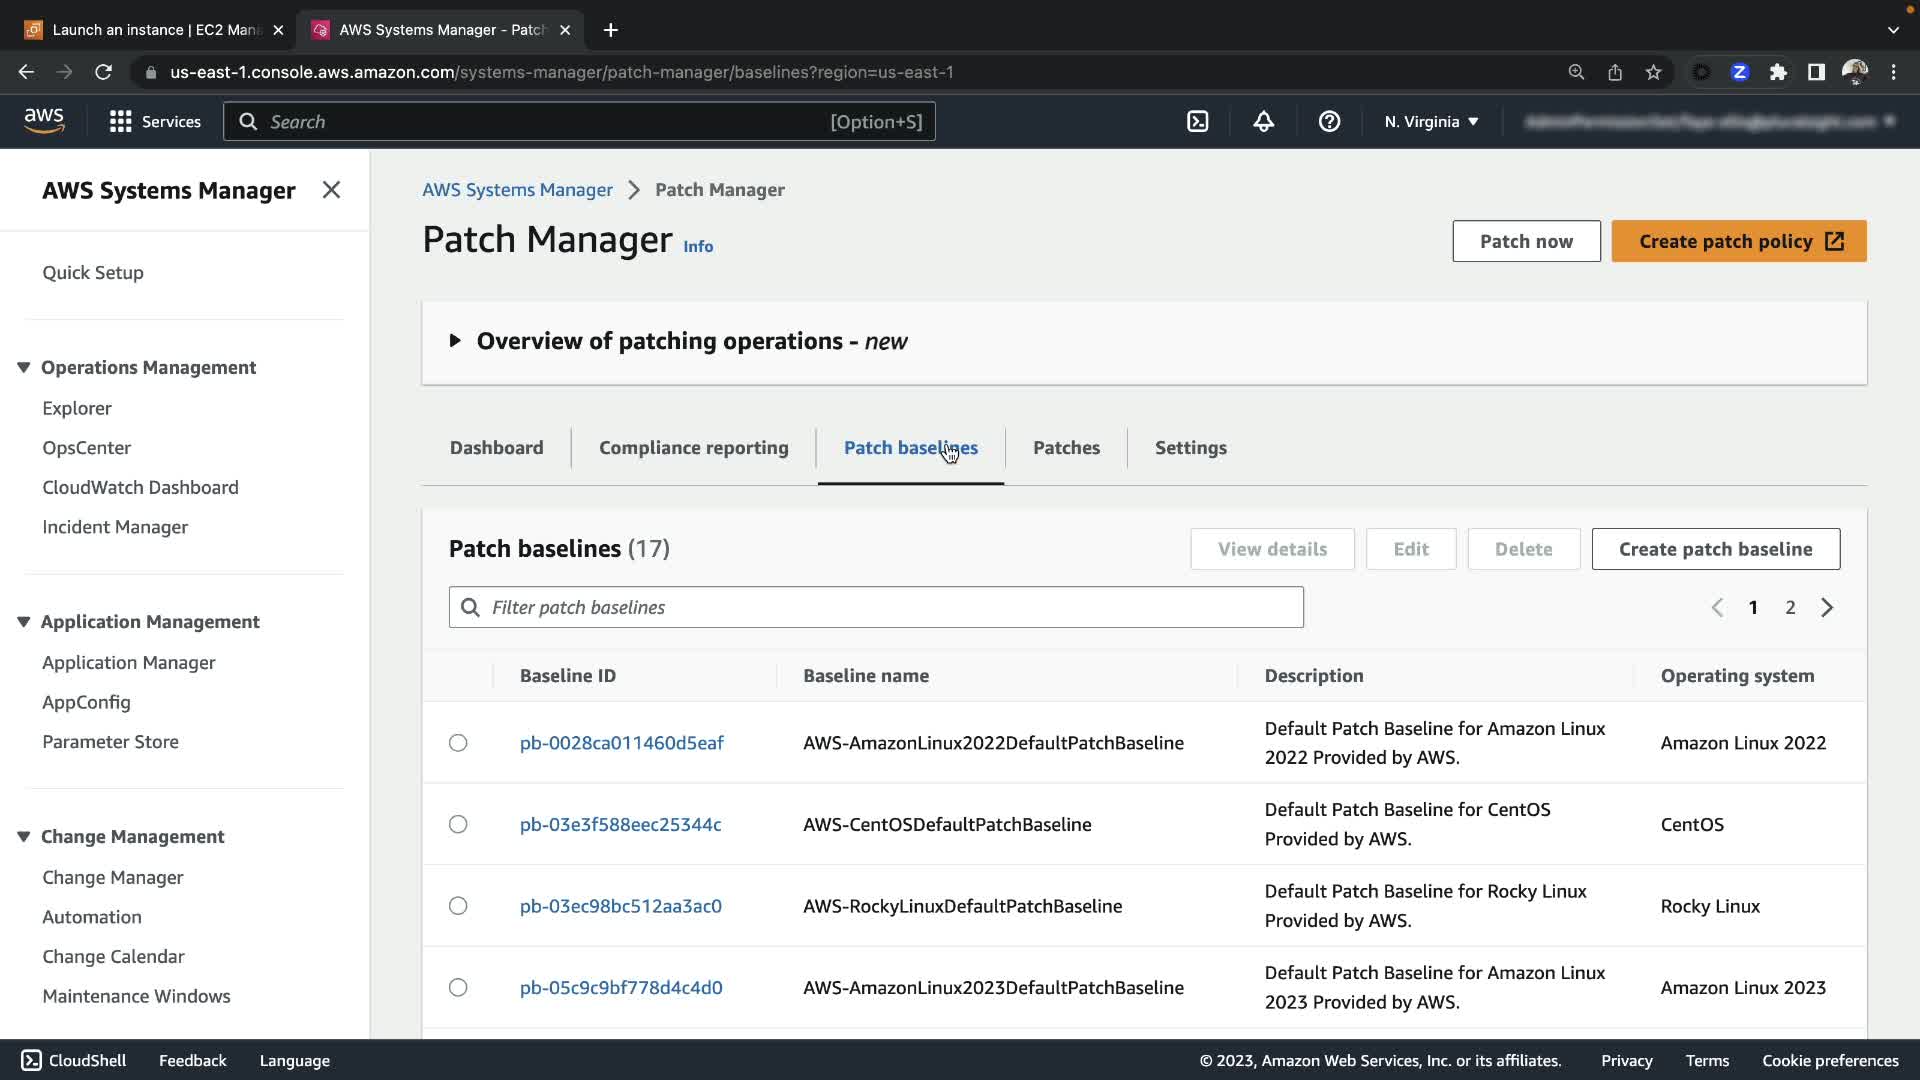 Launch an instance | EC2 Mana
AWS Systems Manager - Patch
us-east-1.console.aws.amazon.com/systems-manager/patch-manager/baselines?region=us-east-1
Z
aws
Services
Search
[Option+S]
N. Virginia
AWS Systems Manager
Quick Setup
Operations Management
Explorer
OpsCenter
CloudWatch Dashboard
Incident Manager
Application Management
Application Manager
AppConfig
Parameter Store
Change Management
Change Manager
Automation
Change Calendar
Maintenance Windows
AWS Systems Manager > Patch Manager
Patch Manager Info
Patch now
Create patch policy
Overview of patching operations - new
Dashboard
Compliance reporting
Patch baselines
Patches
Settings
Patch baselines (17)
View details
Edit
Delete
Create patch baseline
Filter patch baselines
1 2
Baseline ID Baseline name Description Operating system
pb-0028ca011460d5eaf AWS-AmazonLinux2022DefaultPatchBaseline Default Patch Baseline for Amazon Linux
2022 Provided by AWS. Amazon Linux 2022
pb-03e3f588eec25344c AWS-CentOSDefaultPatchBaseline Default Patch Baseline for CentOS
Provided by AWS. CentOS
pb-03ec98bc512aa3ac0 AWS-RockyLinuxDefaultPatchBaseline Default Patch Baseline for Rocky Linux
Provided by AWS. Rocky Linux
pb-05c9c9bf778d4c4d0 AWS-AmazonLinux2023DefaultPatchBaseline Default Patch Baseline for Amazon Linux
2023 Provided by AWS. Amazon Linux 2023
CloudShell
Feedback
Language
© 2023, Amazon Web Services, Inc. or its affiliates.
Privacy
Terms
Cookie preferences